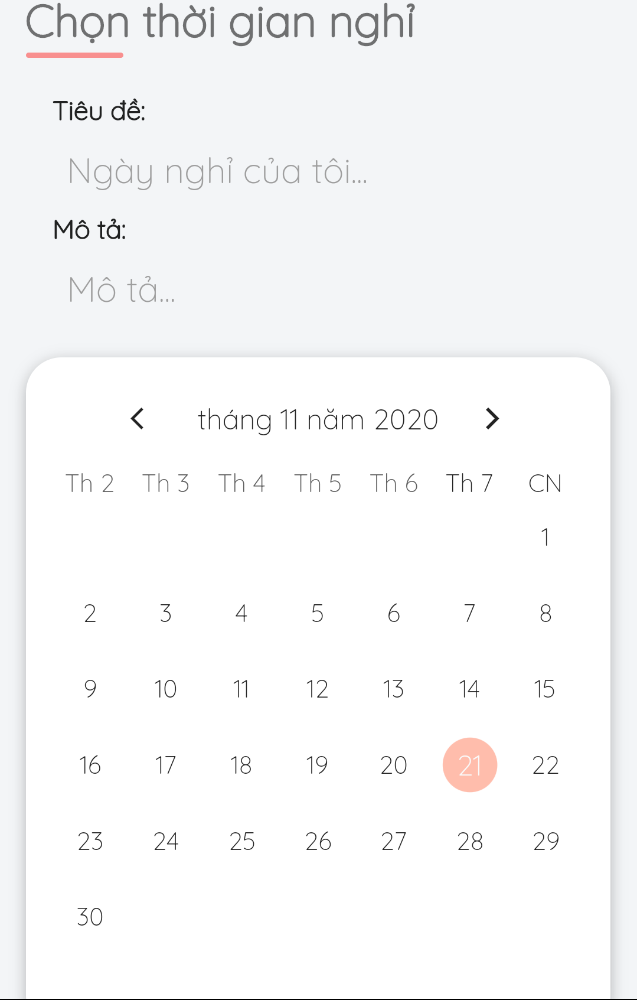 Chọn thời gian nghỉ
Tiêu đề:
Ngày nghỉ của tôi...
Mô tả:
Mô tả...
tháng 11 năm 2020
Th 2 Th 3 Th 4 Th 5 Th 6 Th 7 CN
1
2 3 4 5 6 7 8
9 10 11 12 13 14 15
16 17 18 19 20 21 22
23 24 25 26 27 28 29
30